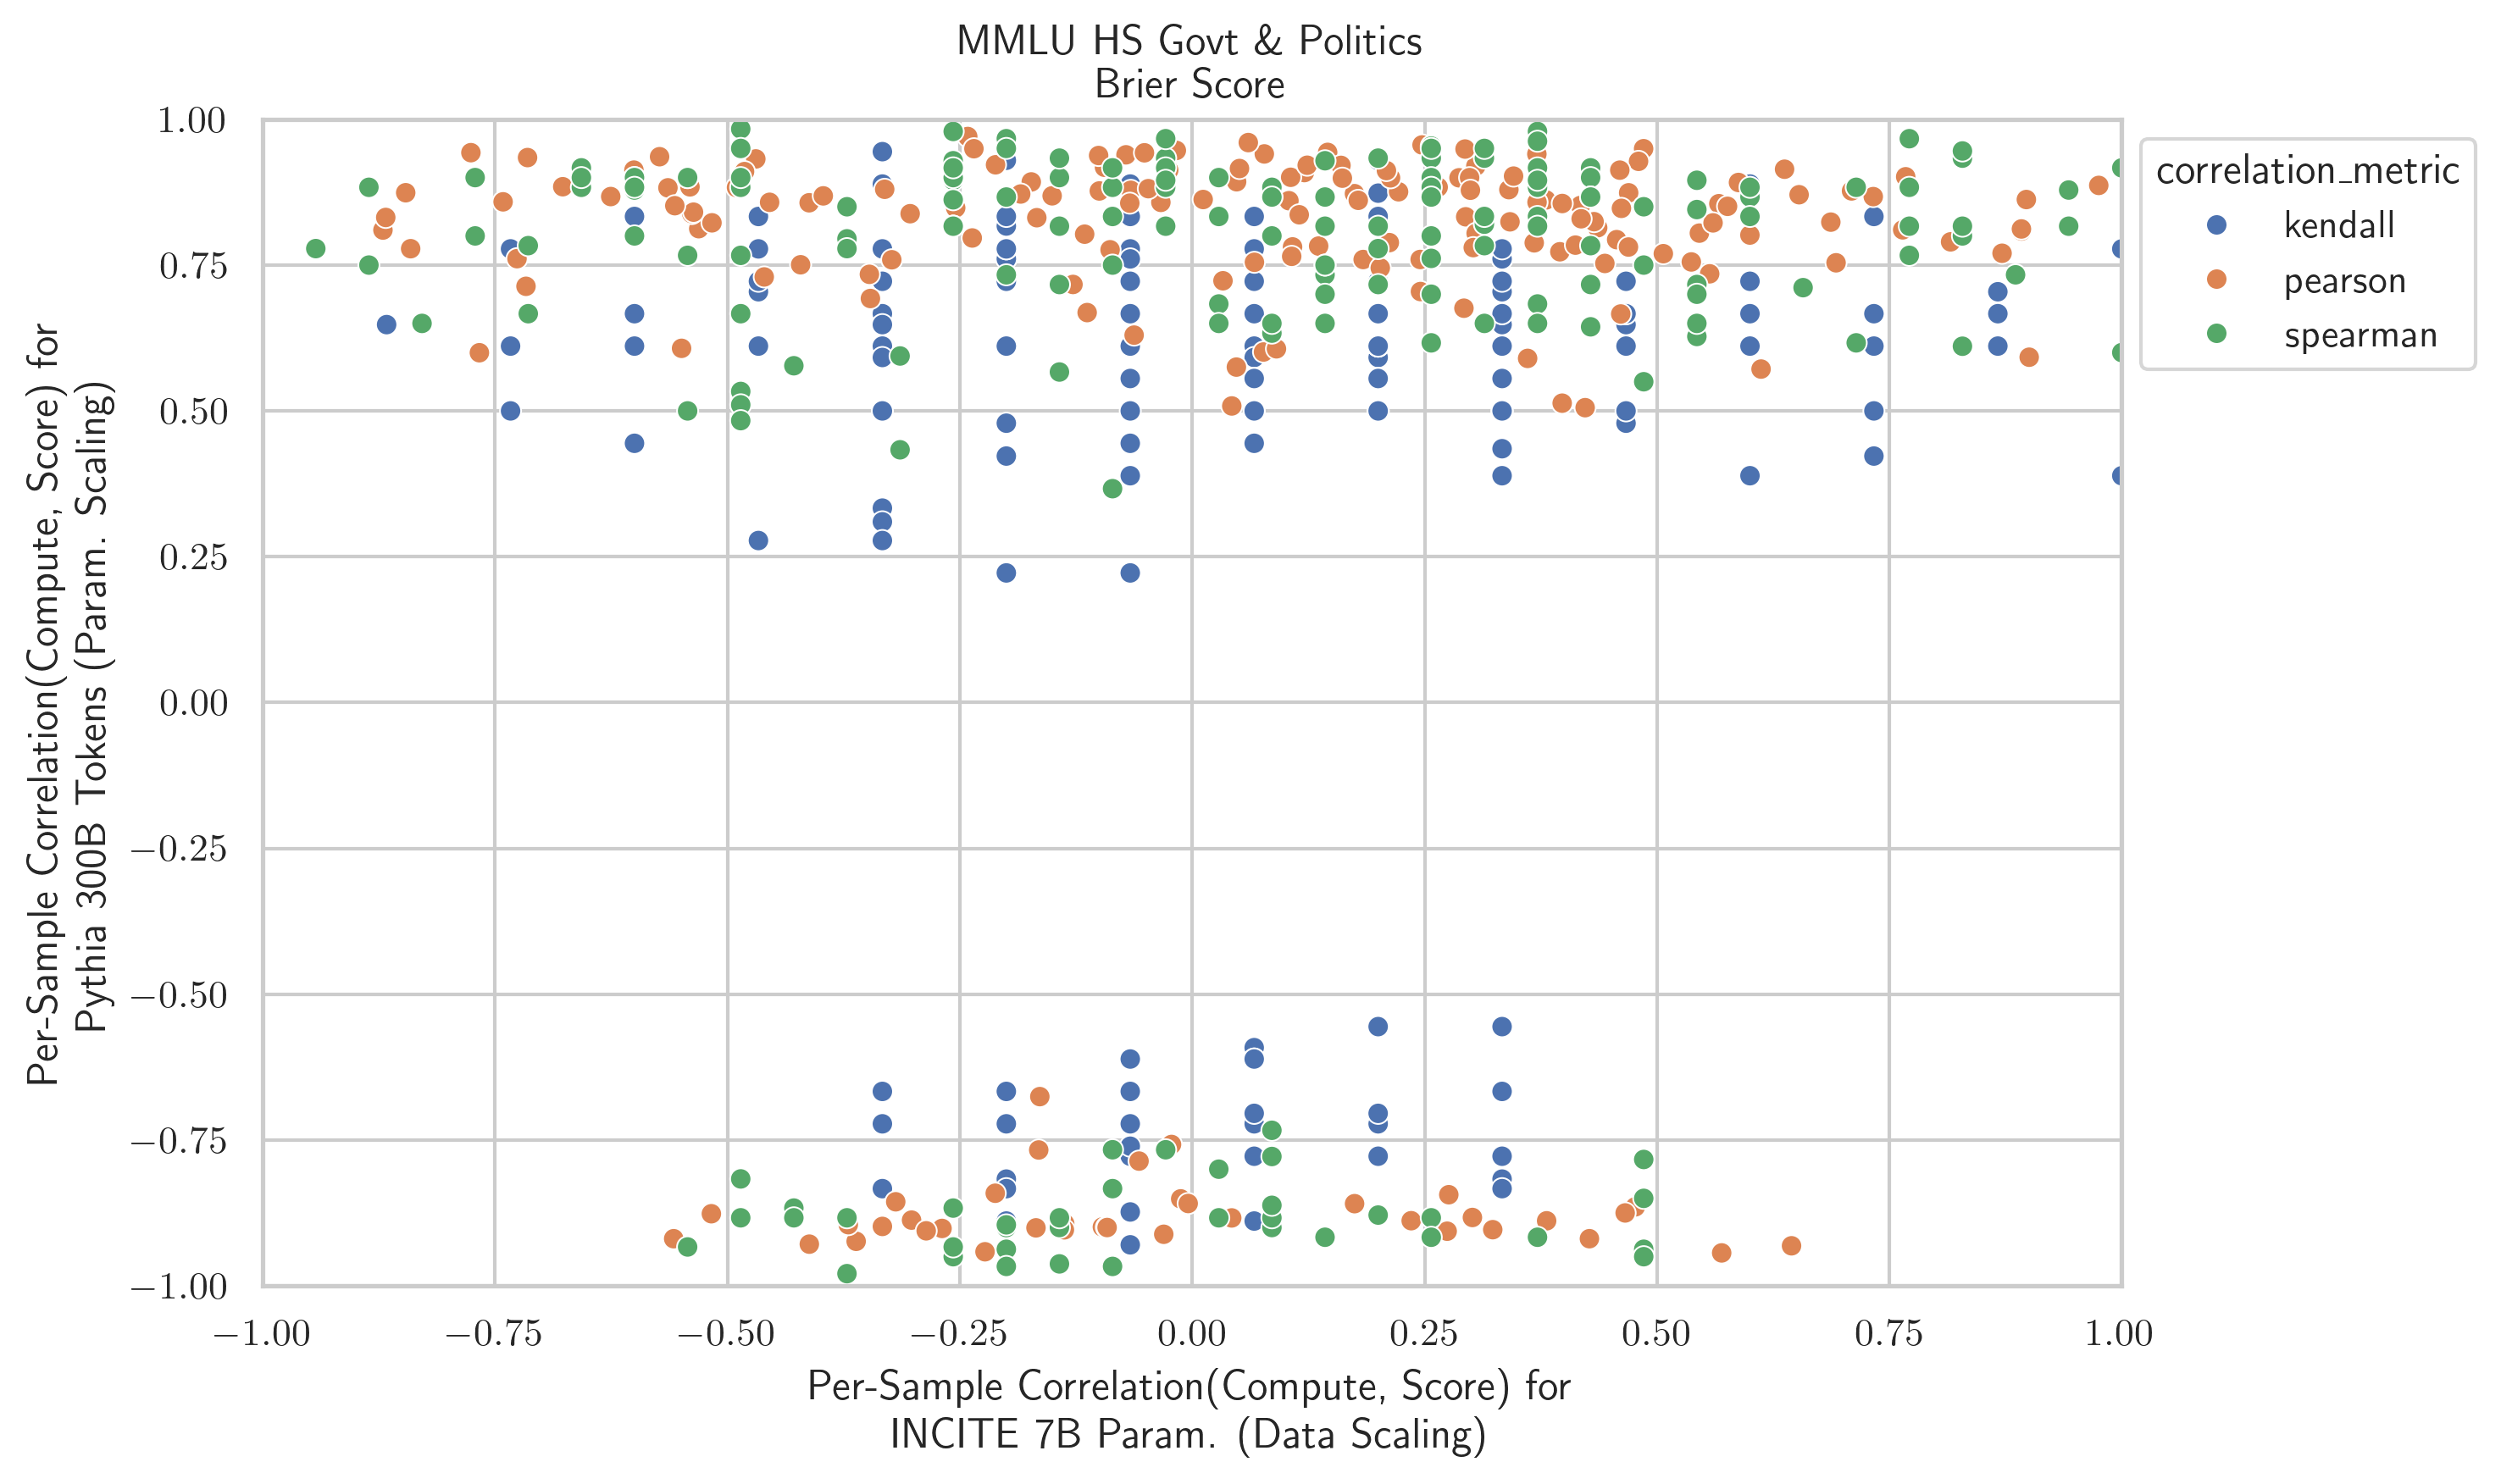 MMLU HS Govt & Politics
Brier Score
Per-Sample Correlation(Compute, Score) for
Pythia 300B Tokens (Param. Scaling)
1.00
0.75
0.50
0.25
0.00
−0.25
−0.50
−0.75
−1.00
−1.00 −0.75 −0.50 −0.25 0.00 0.25 0.50 0.75 1.00
Per-Sample Correlation(Compute, Score) for
INCITE 7B Param. (Data Scaling)
correlation_metric
kendall
pearson
spearman